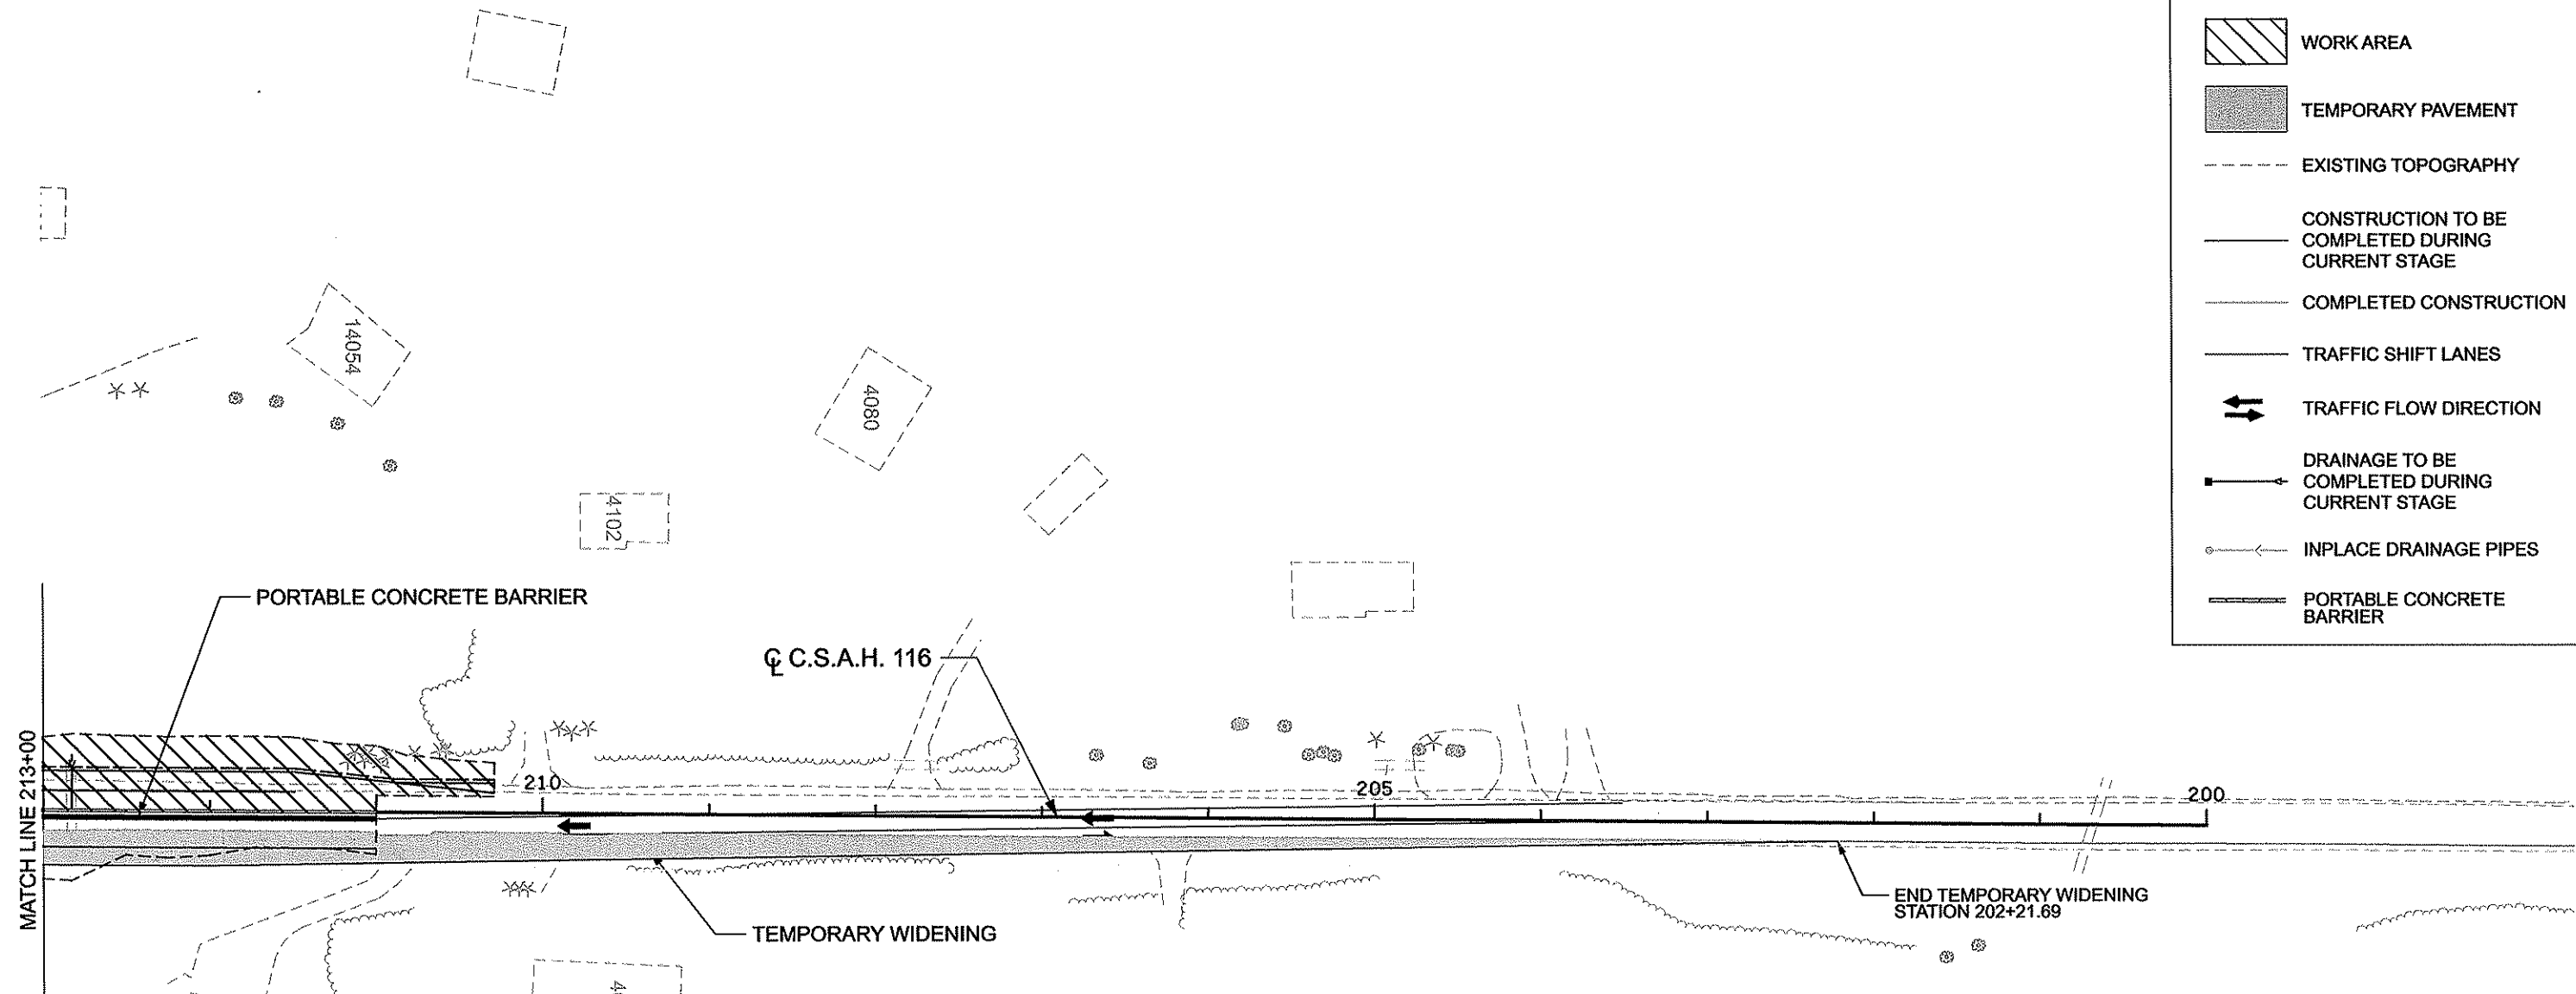 WORK AREA
TEMPORARY PAVEMENT
EXISTING TOPOGRAPHY
CONSTRUCTION TO BE
COMPLETED DURING
CURRENT STAGE
COMPLETED CONSTRUCTION
TRAFFIC SHIFT LANES
TRAFFIC FLOW DIRECTION
DRAINAGE TO BE
COMPLETED DURING
CURRENT STAGE
INPLACE DRAINAGE PIPES
PORTABLE CONCRETE
BARRIER
14054
4080
4102
PORTABLE CONCRETE BARRIER
℄ C.S.A.H. 116
MATCH LINE 213+00
210
205
200
END TEMPORARY WIDENING
STATION 202+21.69
TEMPORARY WIDENING